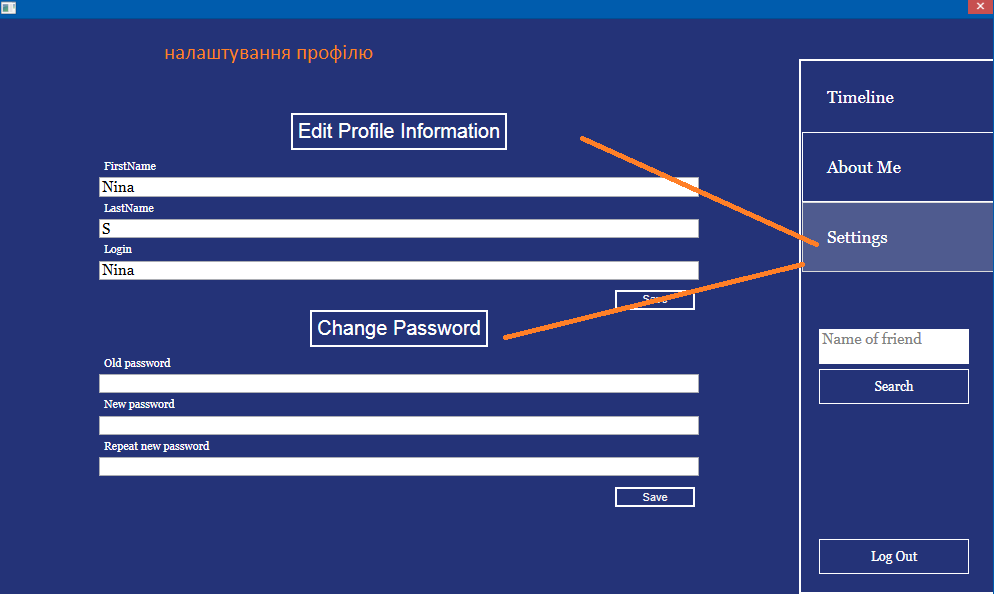 налаштування профілю
Edit Profile Information
FirstName
Nina
LastName
S
Login
Nina
Save
Change Password
Old password
New password
Repeat new password
Save
Timeline
About Me
Settings
Name of friend
Search
Log Out